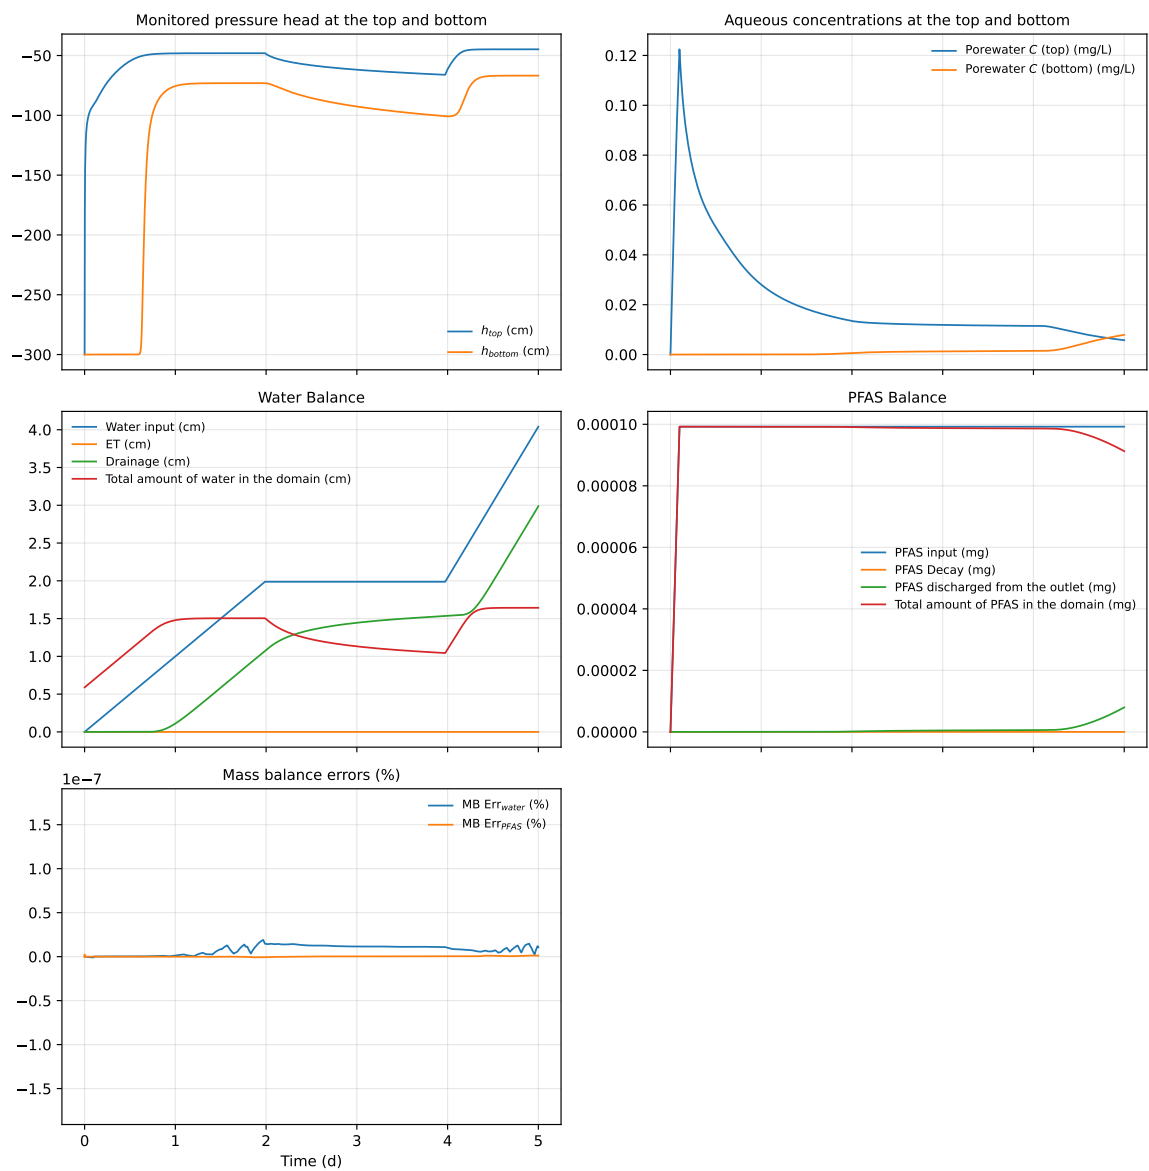 Monitored pressure head at the top and bottom
−50
−100
−150
−200
−250
−300
h_top (cm)
h_bottom (cm)
Aqueous concentrations at the top and bottom
0.12
0.10
0.08
0.06
0.04
0.02
0.00
Porewater C (top) (mg/L)
Porewater C (bottom) (mg/L)
Water Balance
4.0
3.5
3.0
2.5
2.0
1.5
1.0
0.5
0.0
Water input (cm)
ET (cm)
Drainage (cm)
Total amount of water in the domain (cm)
PFAS Balance
0.00010
0.00008
0.00006
0.00004
0.00002
0.00000
PFAS input (mg)
PFAS Decay (mg)
PFAS discharged from the outlet (mg)
Total amount of PFAS in the domain (mg)
Mass balance errors (%)
1e−7
1.5
1.0
0.5
0.0
−0.5
−1.0
−1.5
MB Err_water (%)
MB Err_PFAS (%)
0 1 2 3 4 5
Time (d)